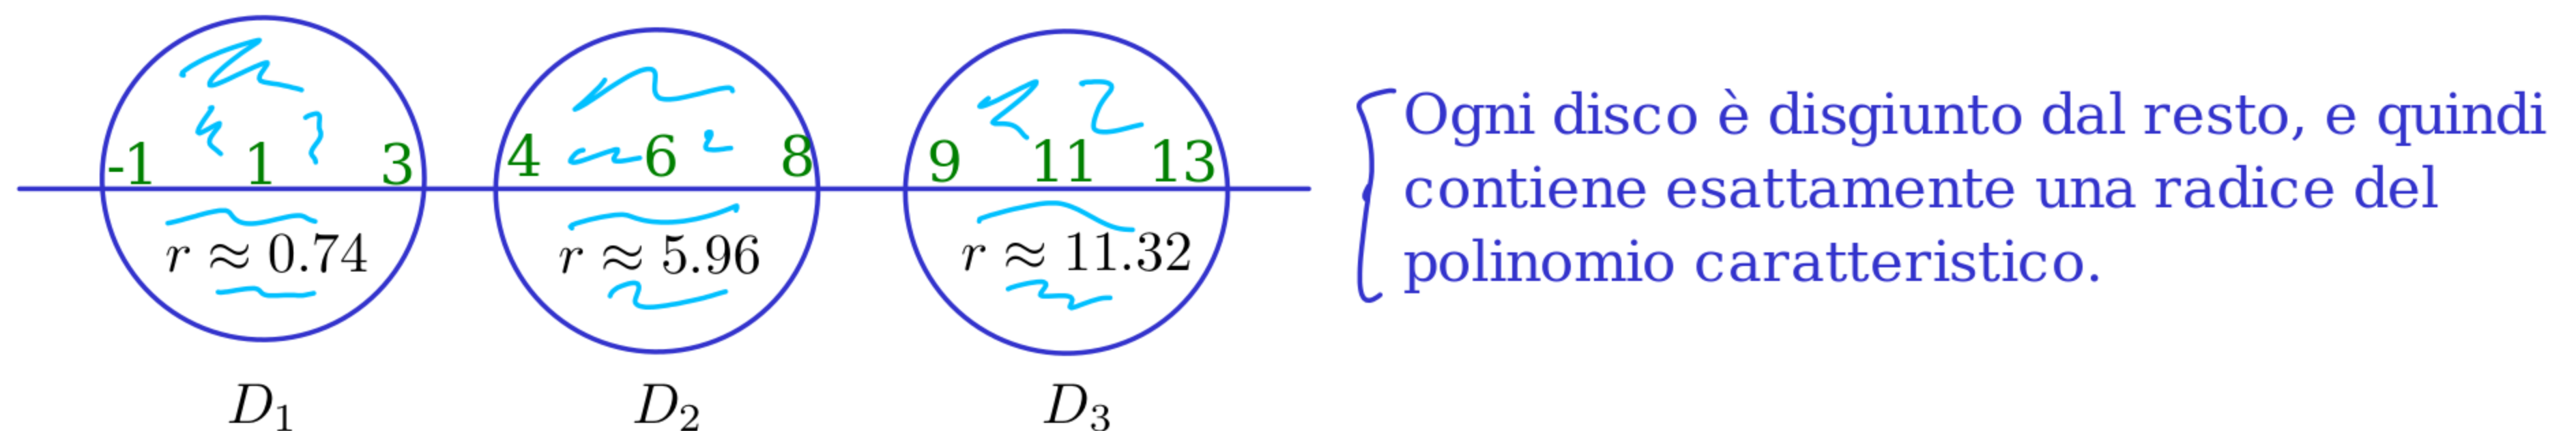 -1 1 3 4 6 8 9 11 13
r ≈ 0.74 r ≈ 5.96 r ≈ 11.32
D₁ D₂ D₃
Ogni disco è disgiunto dal resto, e quindi
contiene esattamente una radice del
polinomio caratteristico.